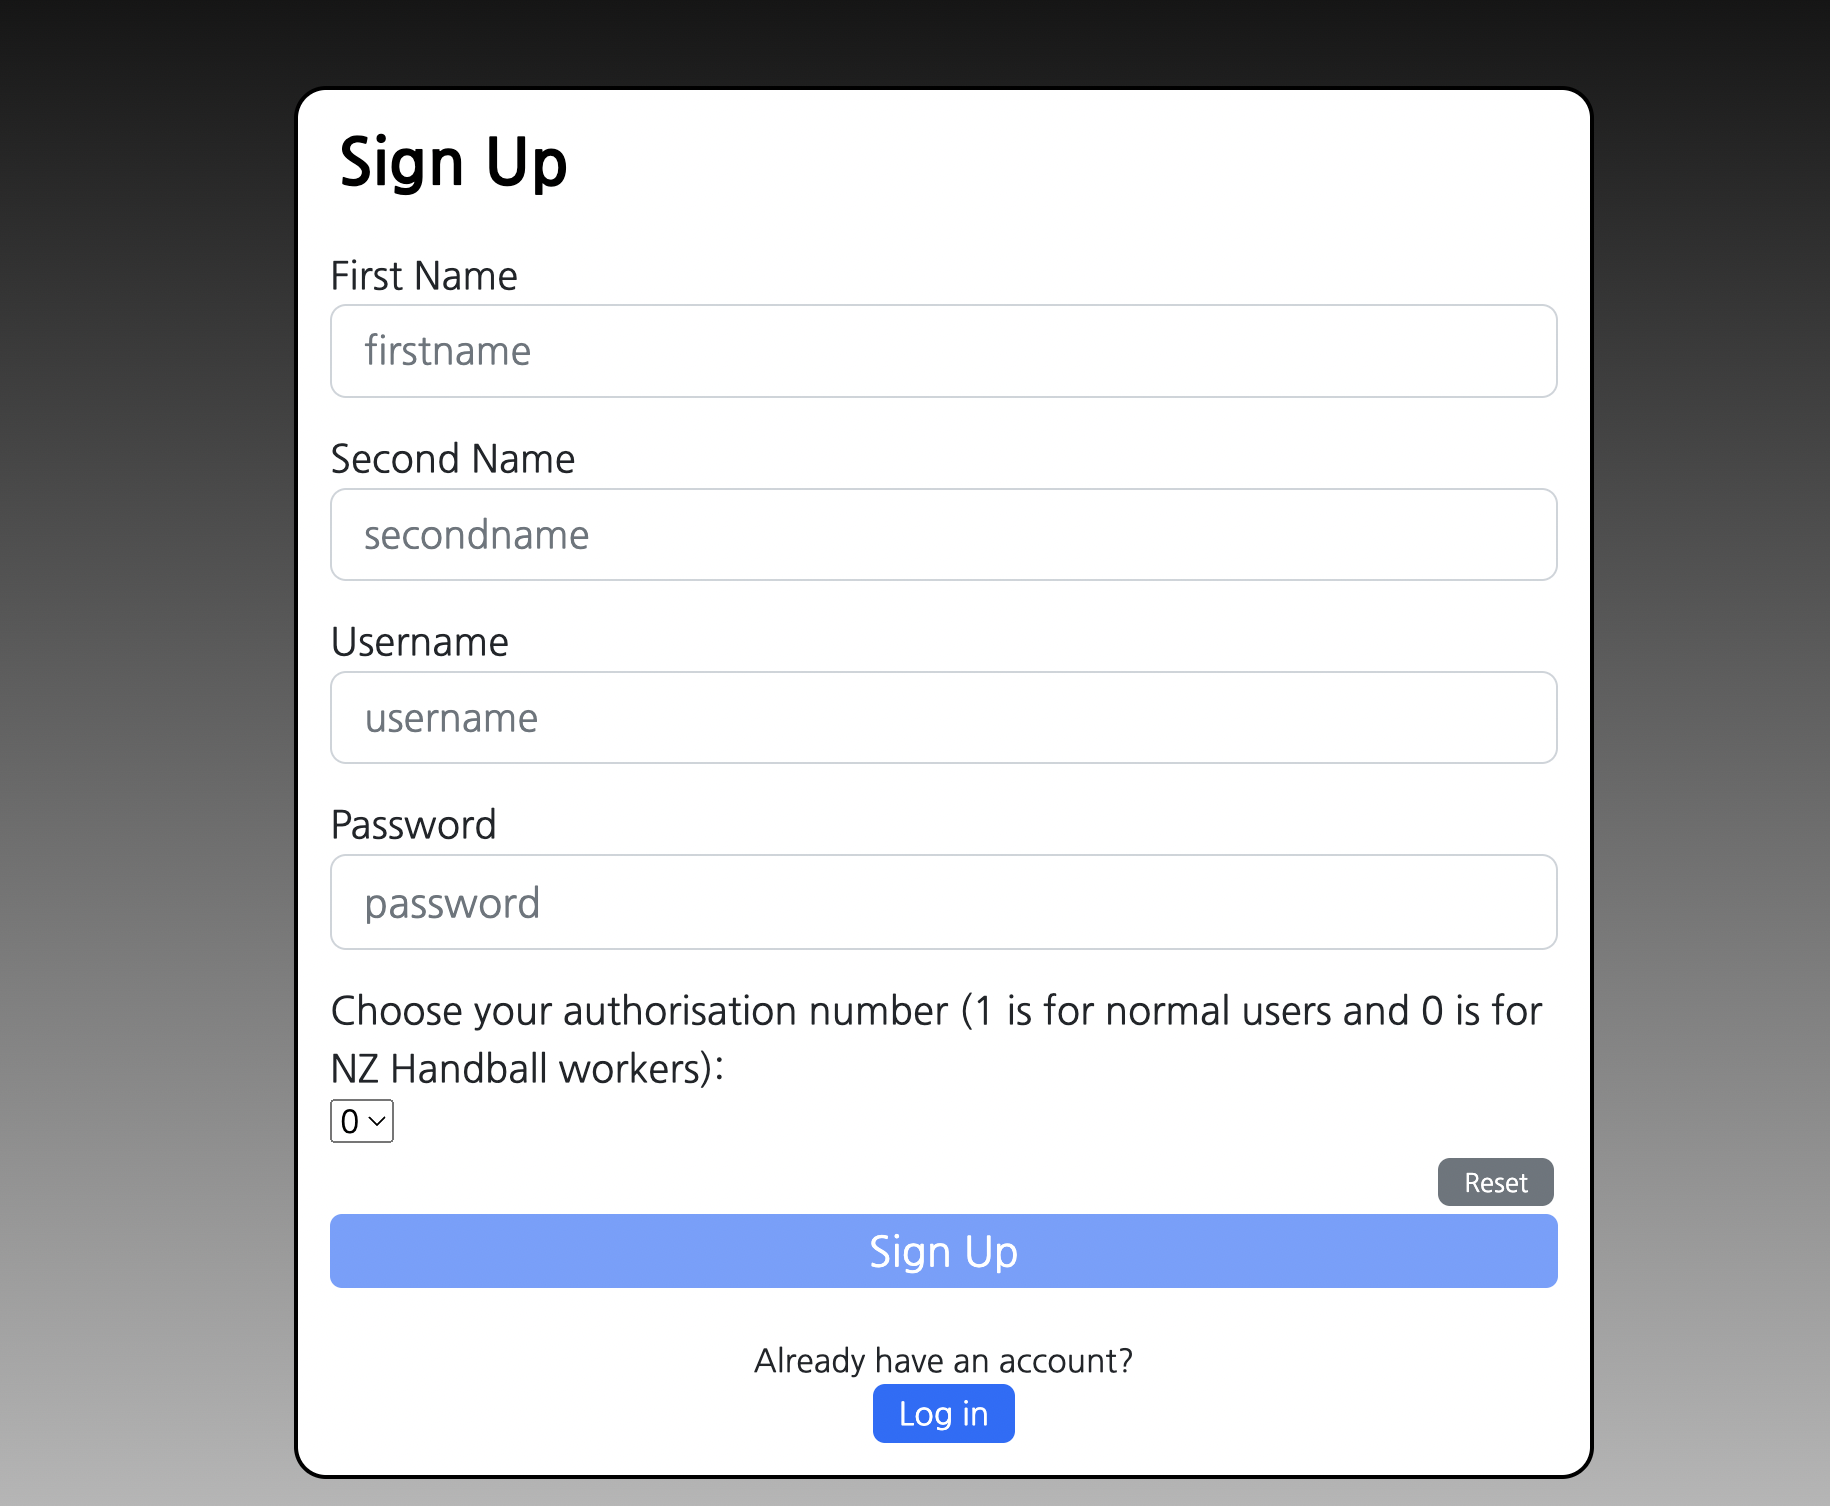 Sign Up
First Name
firstname
Second Name
secondname
Username
username
Password
password
Choose your authorisation number (1 is for normal users and 0 is for
NZ Handball workers):
0
Reset
Sign Up
Already have an account?
Log in